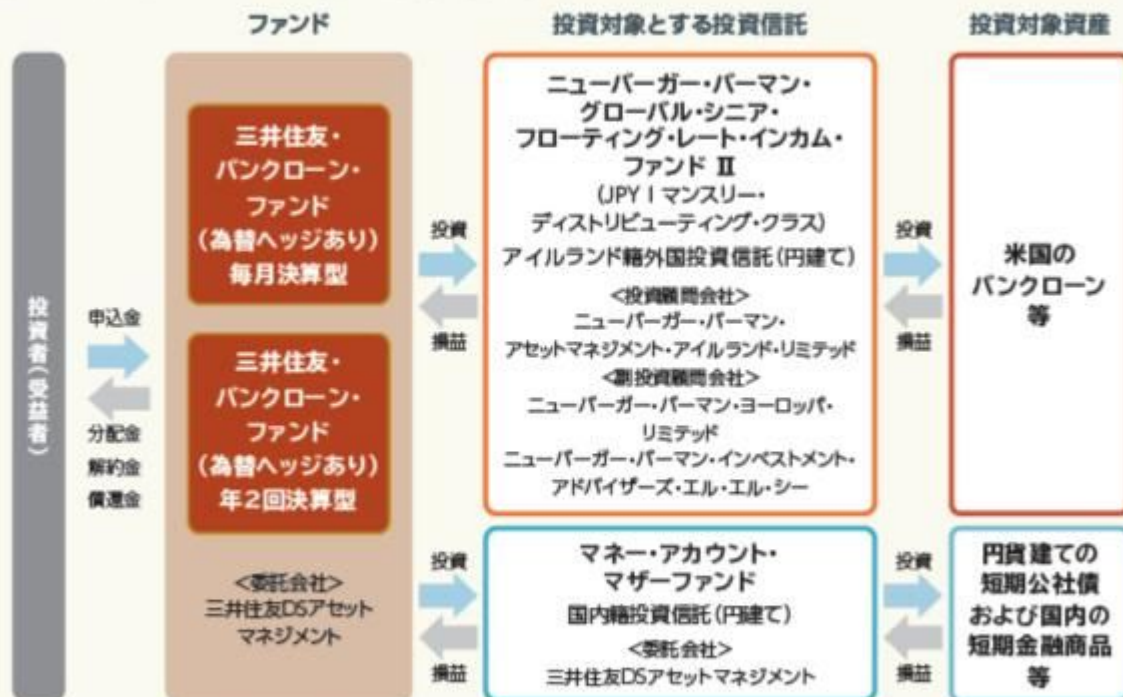 ファンド
投資対象とする投資信託
投資対象資産
投資者(受益者)
申込金
分配金
解約金
償還金
三井住友・
バンクローン・
ファンド
(為替ヘッジあり)
毎月決算型
三井住友・
バンクローン・
ファンド
(為替ヘッジあり)
年2回決算型
<委託会社>
三井住友DSアセット
マネジメント
投資
損益
ニューバーガー・バーマン・
グローバル・シニア・
フローティング・レート・インカム・
ファンド Ⅱ
(JPY I マンスリー・
ディストリビューティング・クラス)
アイルランド籍外国投資信託(円建て)
<投資顧問会社>
ニューバーガー・バーマン・
アセットマネジメント・アイルランド・リミテッド
<副投資顧問会社>
ニューバーガー・バーマン・ヨーロッパ・
リミテッド
ニューバーガー・バーマン・インベストメント・
アドバイザーズ・エル・エル・シー
投資
損益
米国の
バンクローン
等
投資
損益
マネー・アカウント・
マザーファンド
国内籍投資信託(円建て)
<委託会社>
三井住友DSアセットマネジメント
投資
損益
円貨建ての
短期公社債
および国内の
短期金融商品
等